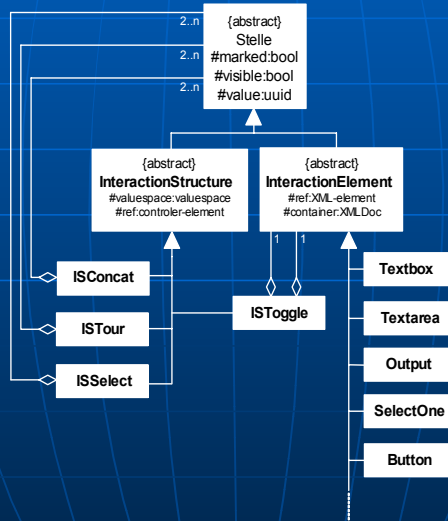 2..n
{abstract}
Stelle
#marked:bool
#visible:bool
#value:uuid
2..n
2..n
{abstract}
InteractionStructure
#valuespace:valuespace
#ref:controler-element
{abstract}
InteractionElement
#ref:XML-element
#container:XMLDoc
1
1
ISConcat
ISTour
ISSelect
ISToggle
Textbox
Textarea
Output
SelectOne
Button